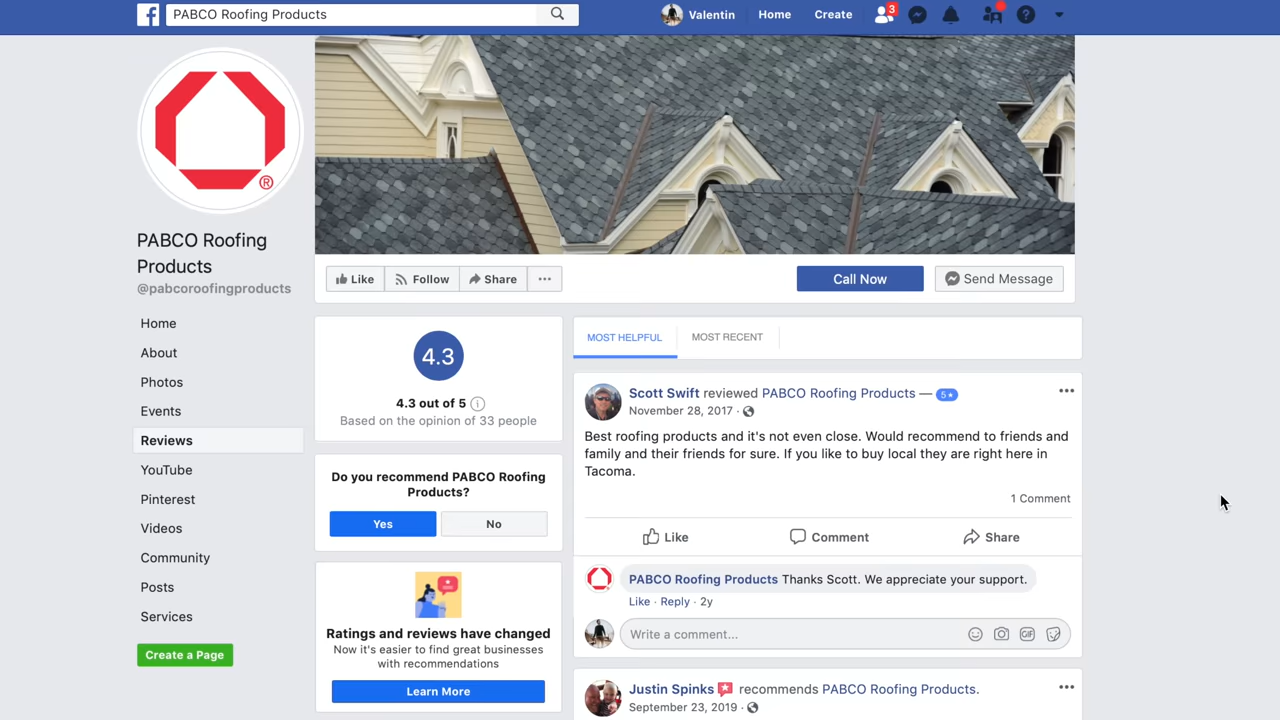 PABCO Roofing Products
Valentin
Home
Create
3
®
PABCO Roofing
Products
@pabcoroofingproducts
Home
About
Photos
Events
Reviews
YouTube
Pinterest
Videos
Community
Posts
Services
Create a Page
Like
Follow
Share
Call Now
Send Message
4.3
4.3 out of 5
Based on the opinion of 33 people
Do you recommend PABCO Roofing
Products?
Yes
No
Ratings and reviews have changed
Now it's easier to find great businesses
with recommendations
Learn More
MOST HELPFUL
MOST RECENT
Scott Swift reviewed PABCO Roofing Products — 5★
November 28, 2017 ·
Best roofing products and it's not even close. Would recommend to friends and
family and their friends for sure. If you like to buy local they are right here in
Tacoma.
1 Comment
Like
Comment
Share
PABCO Roofing Products Thanks Scott. We appreciate your support.
Like · Reply · 2y
Write a comment...
GIF
Justin Spinks recommends PABCO Roofing Products.
September 23, 2019 ·